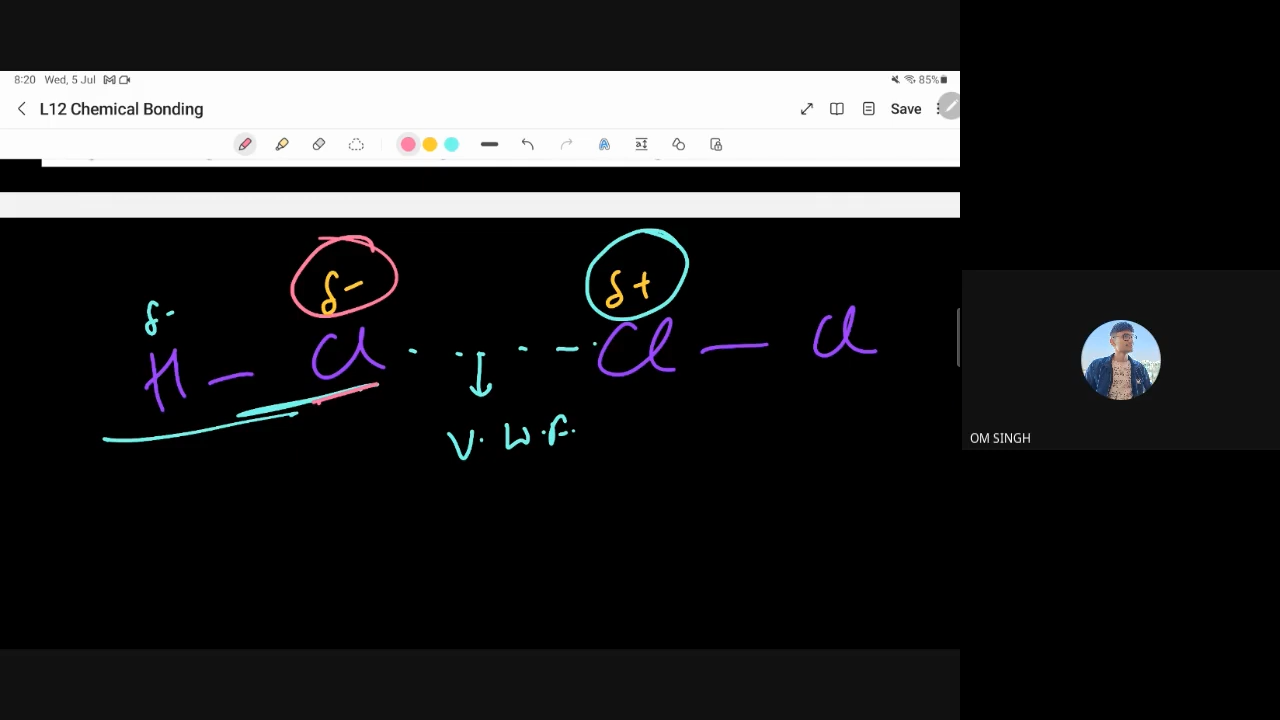 8:20 Wed, 5 Jul 85%
L12 Chemical Bonding Save
δ- δ- δ+
H - Cl - - - - Cl - Cl
V. W. F.
OM SINGH